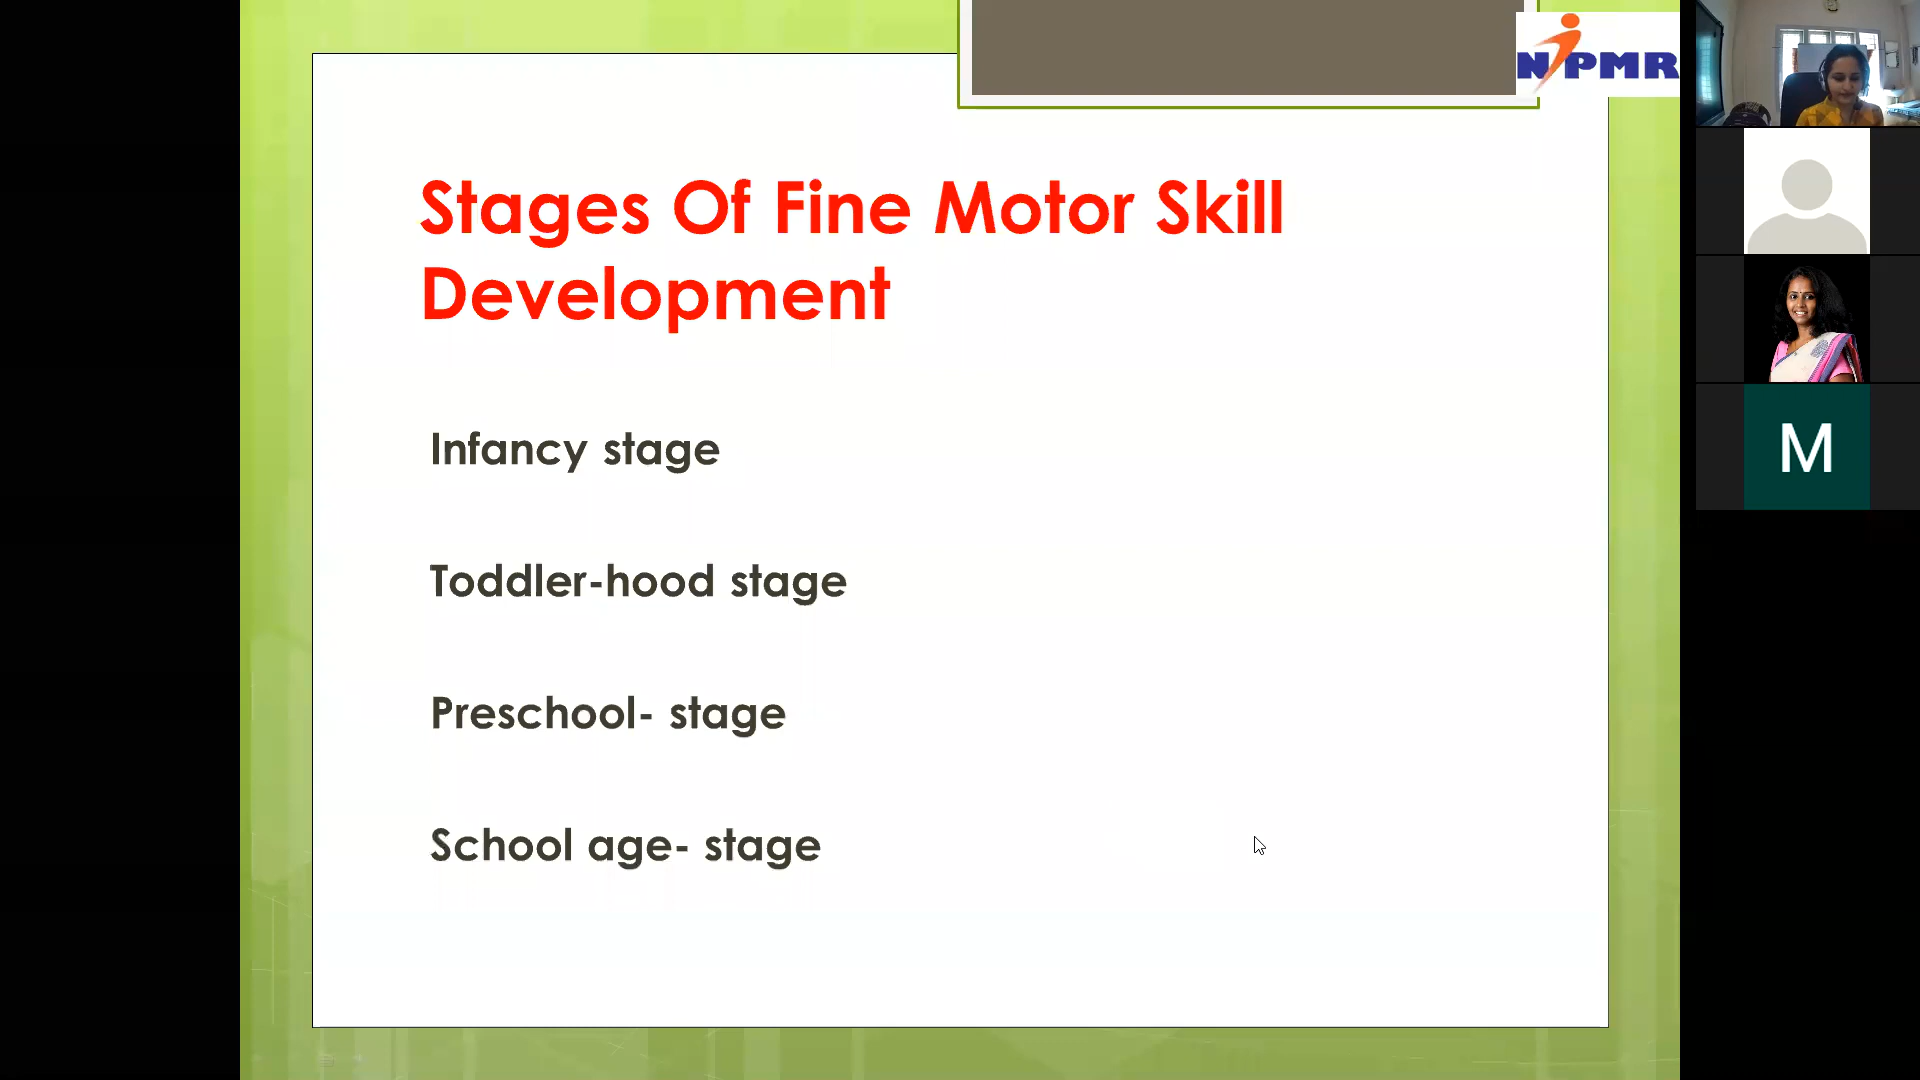 NIPMR
Stages Of Fine Motor Skill
Development
Infancy stage
Toddler-hood stage
Preschool- stage
School age- stage
M